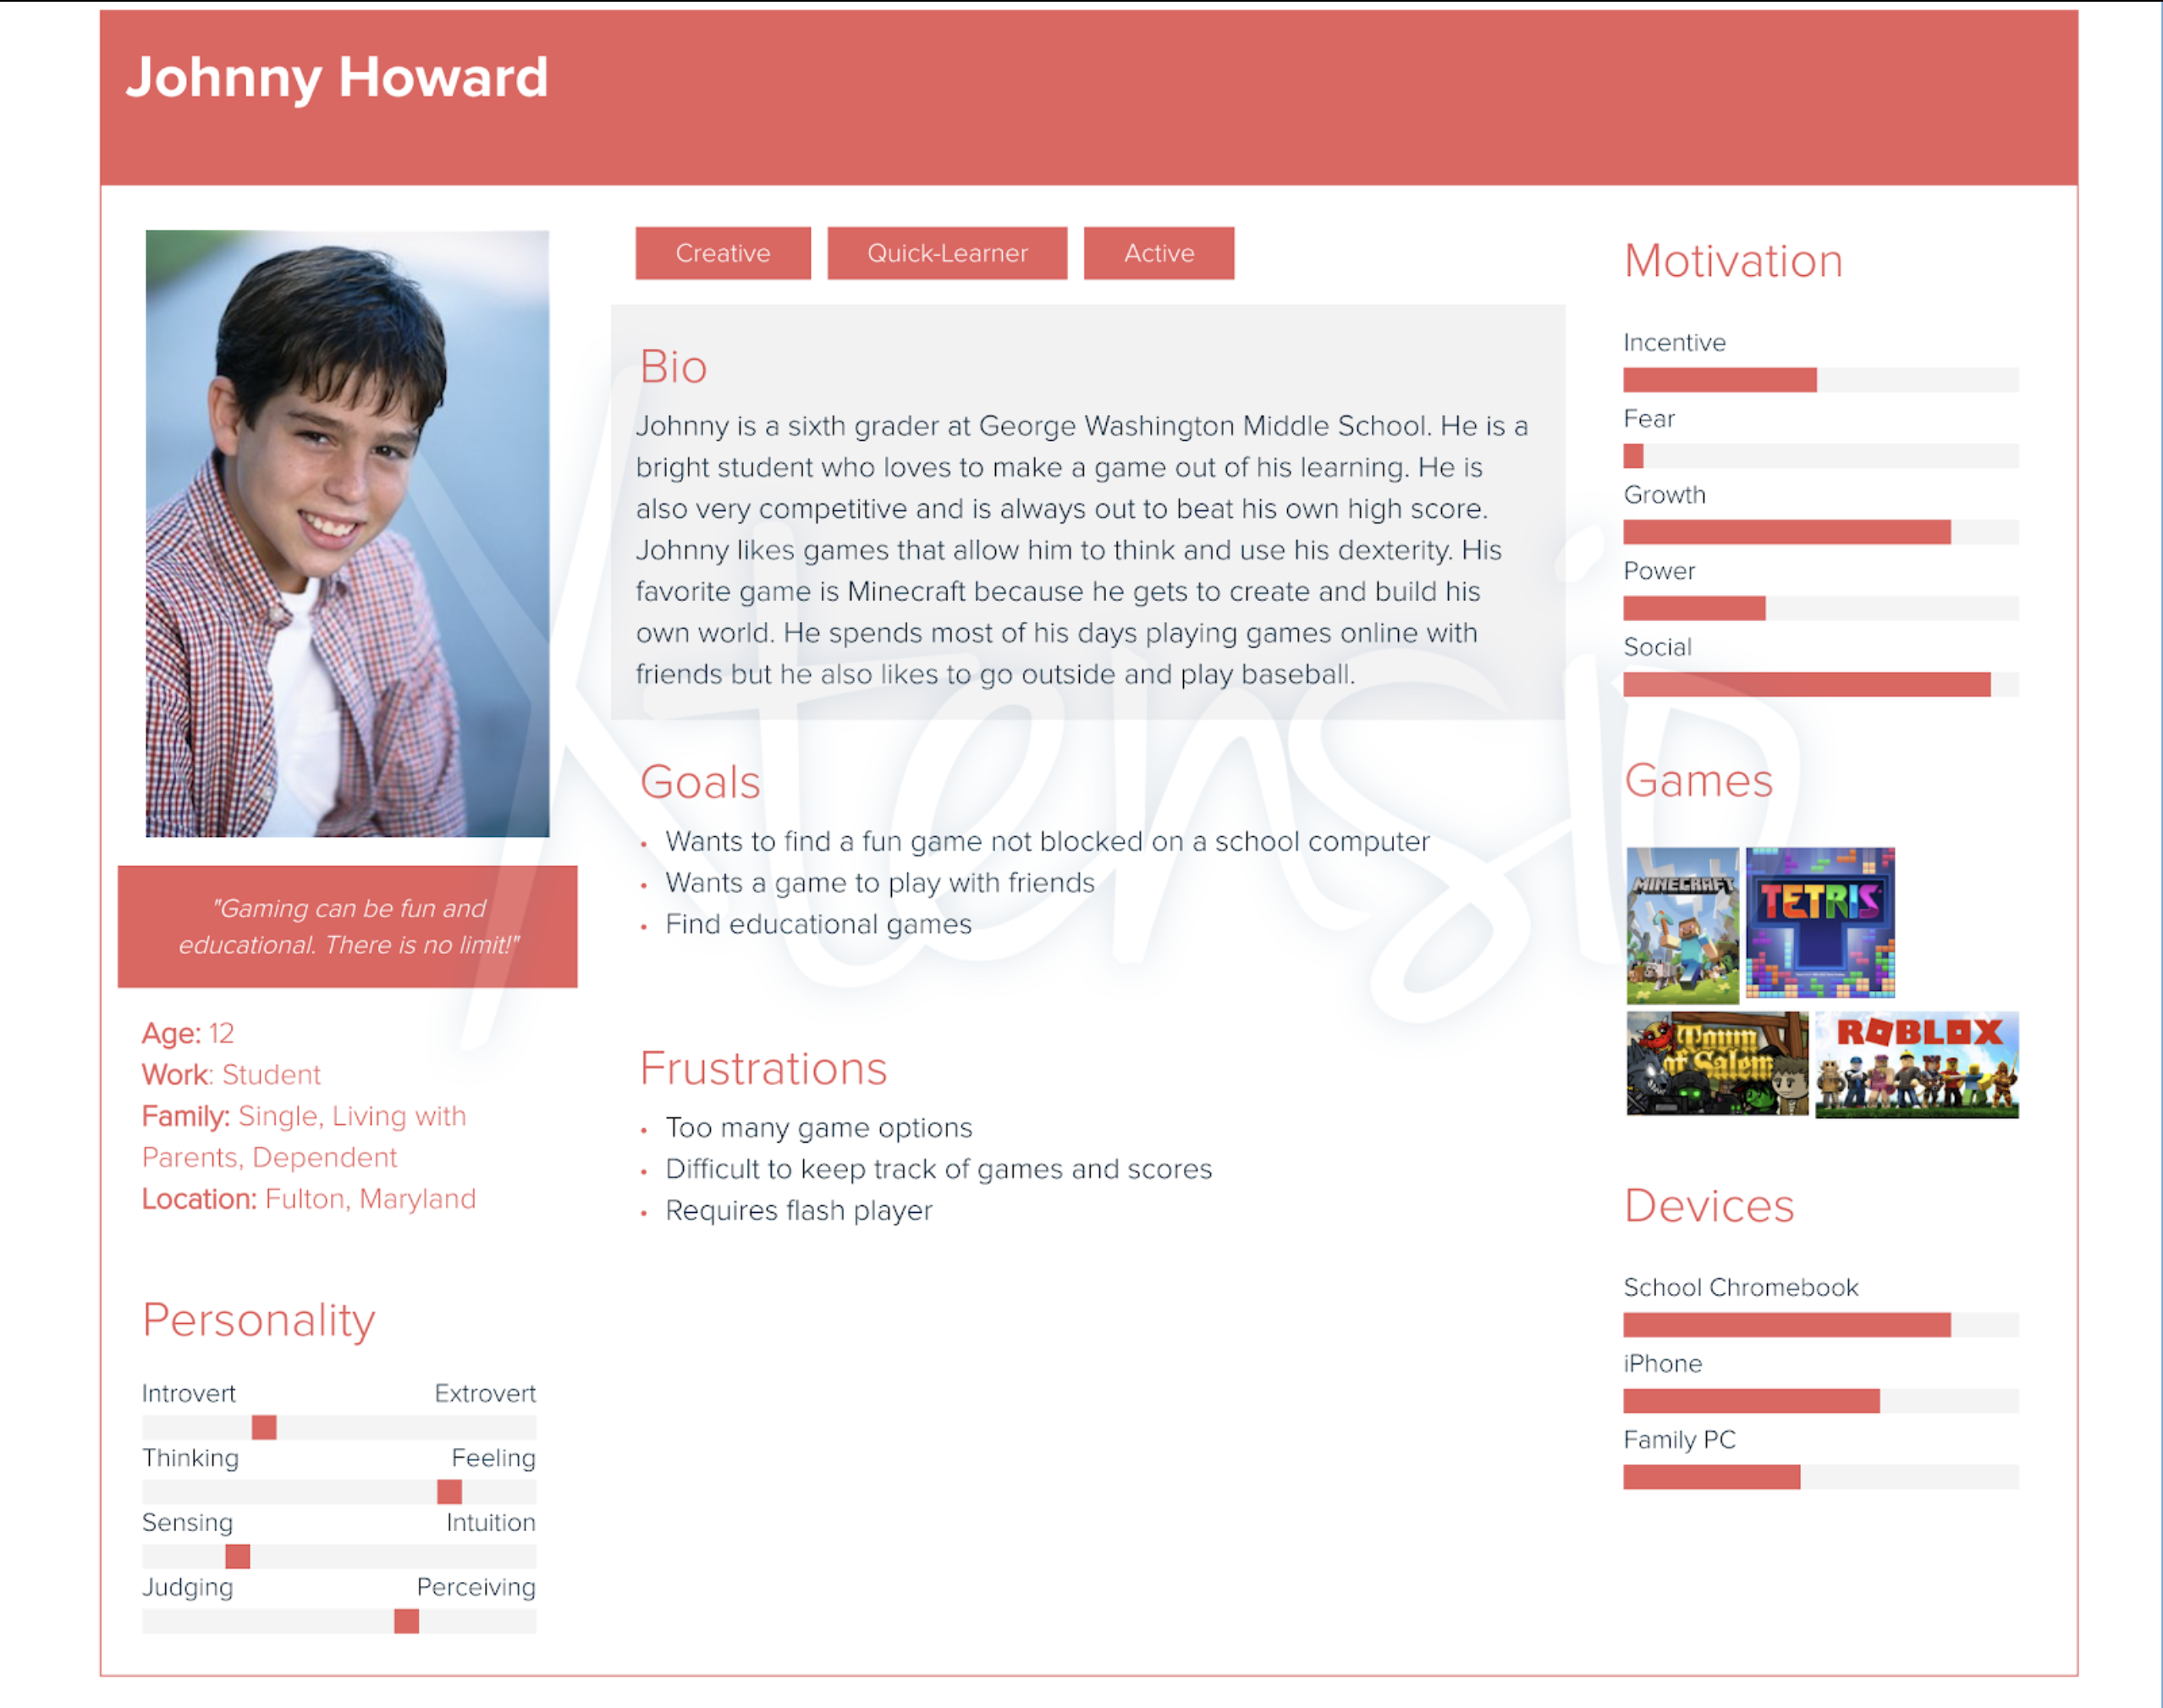 Johnny Howard
"Gaming can be fun and
educational. There is no limit!"
Age: 12
Work: Student
Family: Single, Living with
Parents, Dependent
Location: Fulton, Maryland
Personality
Introvert Extrovert
Thinking Feeling
Sensing Intuition
Judging Perceiving
Creative Quick-Learner Active
Bio
Johnny is a sixth grader at George Washington Middle School. He is a
bright student who loves to make a game out of his learning. He is
also very competitive and is always out to beat his own high score.
Johnny likes games that allow him to think and use his dexterity. His
favorite game is Minecraft because he gets to create and build his
own world. He spends most of his days playing games online with
friends but he also likes to go outside and play baseball.
Goals
• Wants to find a fun game not blocked on a school computer
• Wants a game to play with friends
• Find educational games
Frustrations
• Too many game options
• Difficult to keep track of games and scores
• Requires flash player
Motivation
Incentive
Fear
Growth
Power
Social
Games
MINECRAFT
TETRIS
Town
of Salem
ROBLOX
Devices
School Chromebook
iPhone
Family PC
Xtensio